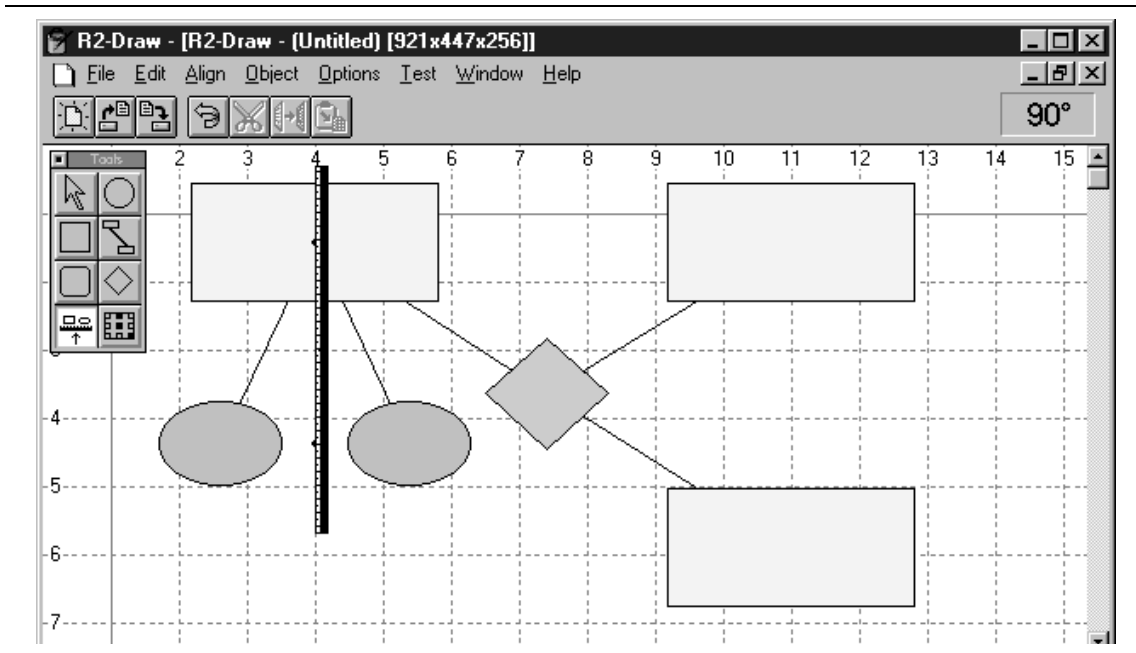 R2-Draw - [R2-Draw - (Untitled) [921x447x256]]
File Edit Align Object Options Test Window Help
90°
Tools 2 3 4 5 6 7 8 9 10 11 12 13 14 15
4
5
6
7